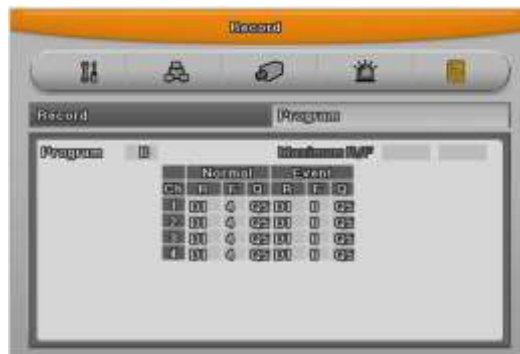 Record
Record Program
Program Maximum R/F
Normal Event
Ch R F Q R F Q
1 D1 4 Q5 D1 Q5
2 D1 4 Q5 D1 Q5
3 D1 4 Q5 D1 Q5
4 D1 4 Q5 D1 Q5